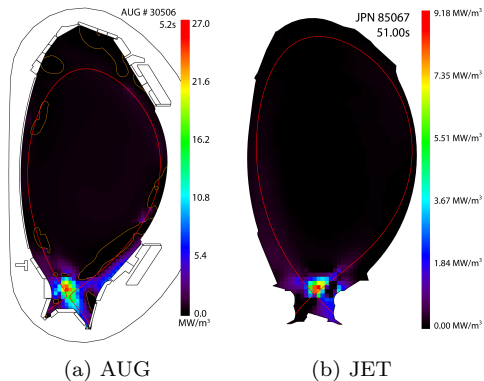 AUG # 30506
5.2s
27.0
21.6
16.2
10.8
5.4
0.0
MW/m³
JPN 85067
51.00s
9.18 MW/m³
7.35 MW/m³
5.51 MW/m³
3.67 MW/m³
1.84 MW/m³
0.00 MW/m³
(a) AUG
(b) JET